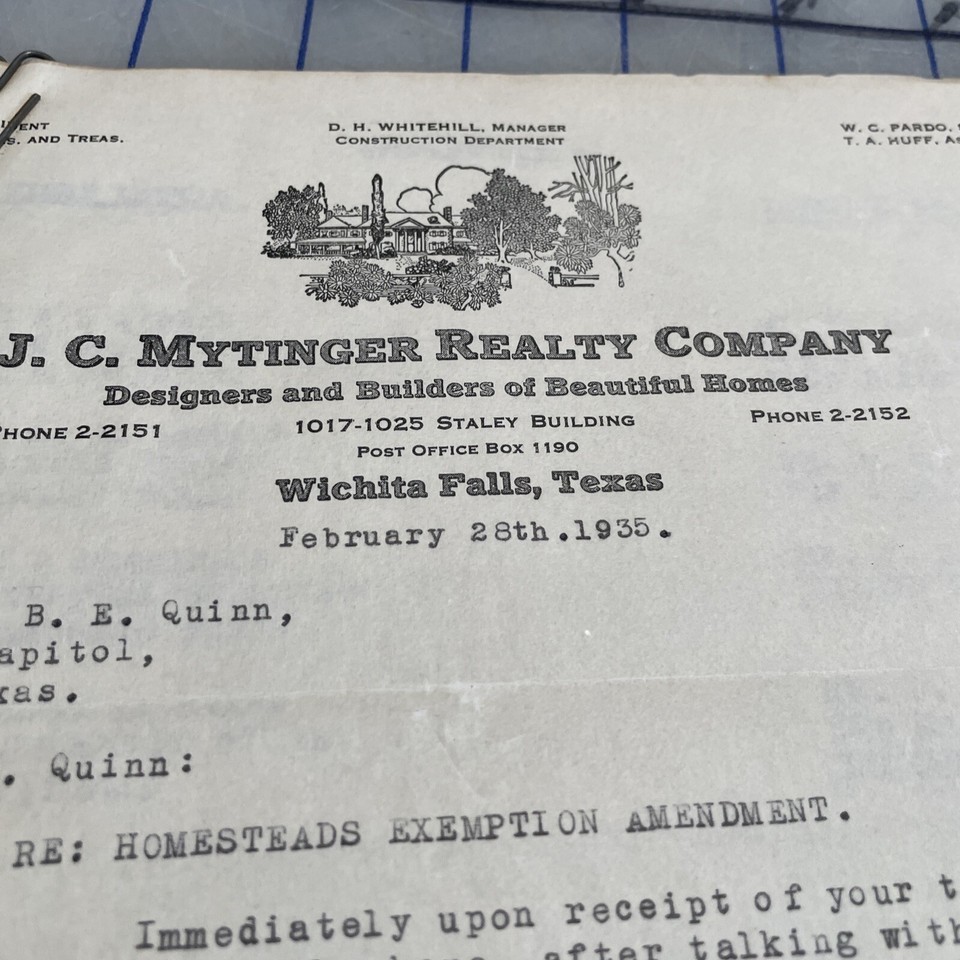 D. H. WHITEHILL, MANAGER
CONSTRUCTION DEPARTMENT
S. AND TREAS.
W. C. PARDO,
T. A. HUFF,
J. C. MYTINGER REALTY COMPANY
Designers and Builders of Beautiful Homes
PHONE 2-2151
1017-1025 STALEY BUILDING
PHONE 2-2152
POST OFFICE BOX 1190
Wichita Falls, Texas
February 28th.1935.
B. E. Quinn,
apitol,
xas.
. Quinn:
RE: HOMESTEADS EXEMPTION AMENDMENT.
Immediately upon receipt of your t
after talking with